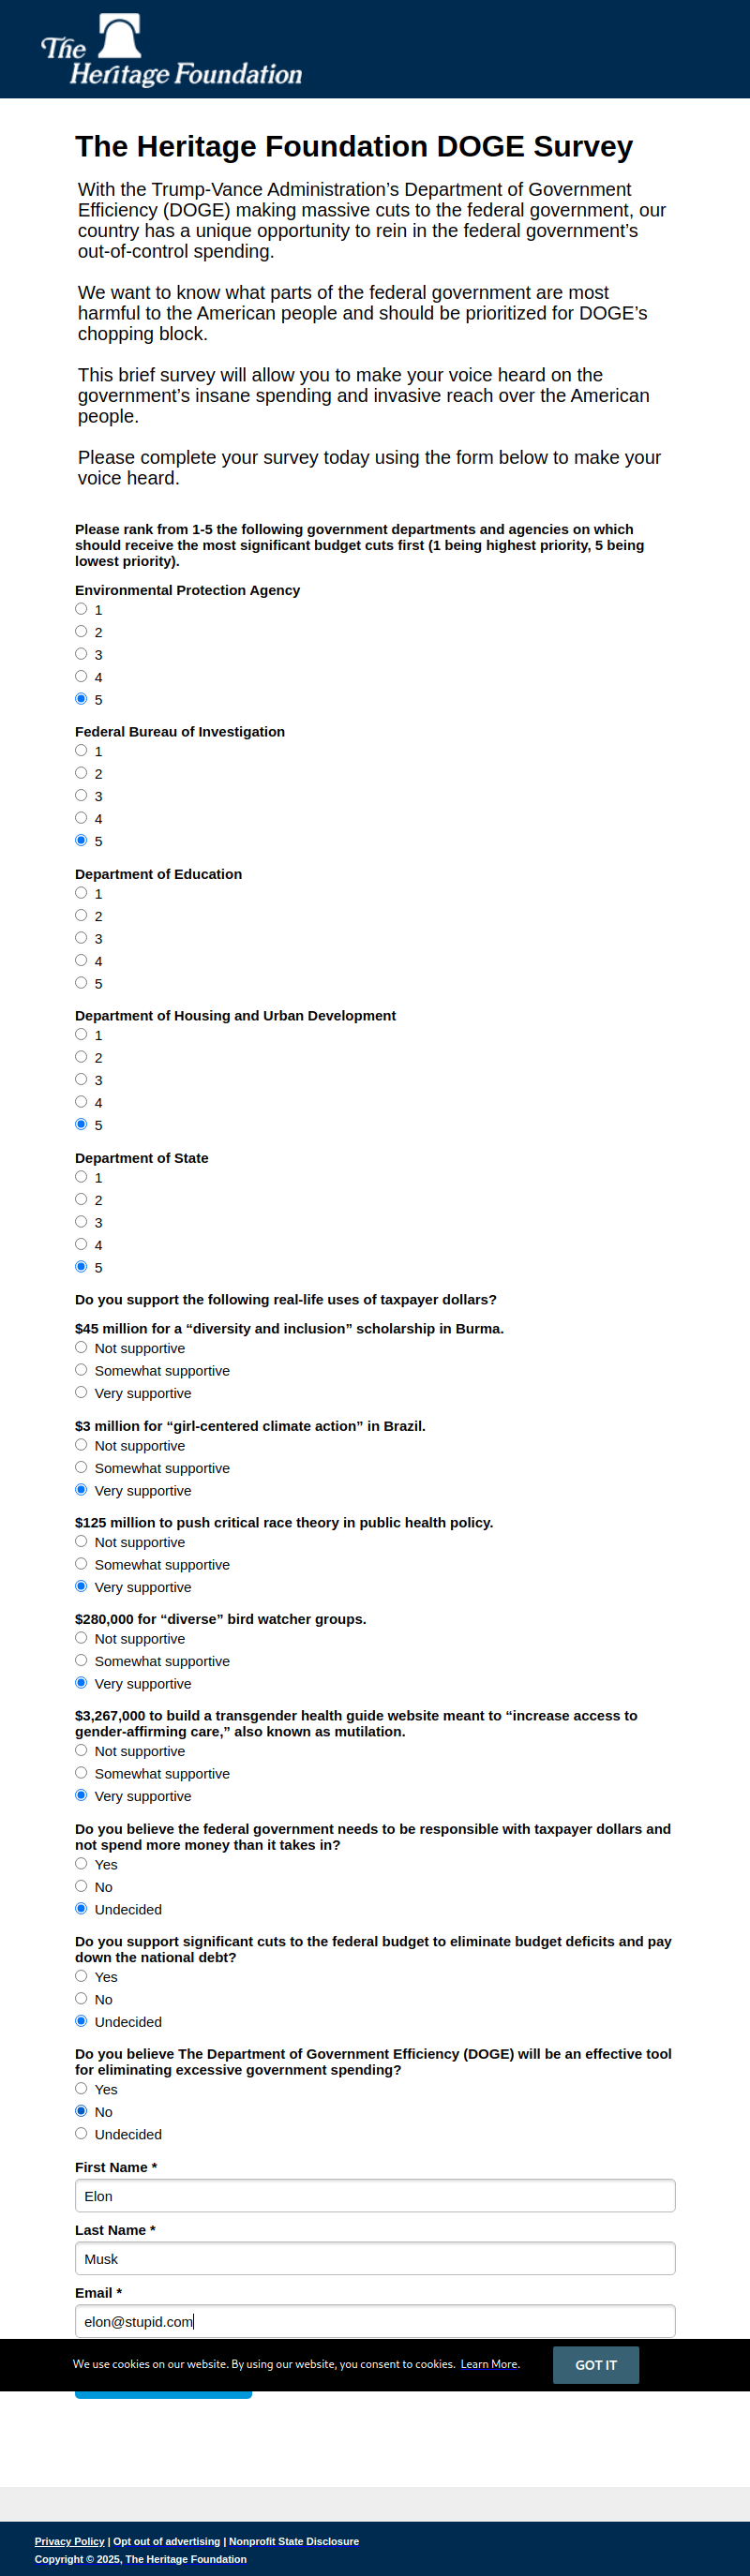 The
Heritage Foundation
The Heritage Foundation DOGE Survey
With the Trump-Vance Administration’s Department of Government
Efficiency (DOGE) making massive cuts to the federal government, our
country has a unique opportunity to rein in the federal government’s
out-of-control spending.
We want to know what parts of the federal government are most
harmful to the American people and should be prioritized for DOGE’s
chopping block.
This brief survey will allow you to make your voice heard on the
government’s insane spending and invasive reach over the American
people.
Please complete your survey today using the form below to make your
voice heard.
Please rank from 1-5 the following government departments and agencies on which
should receive the most significant budget cuts first (1 being highest priority, 5 being
lowest priority).
Environmental Protection Agency
1
2
3
4
5
Federal Bureau of Investigation
1
2
3
4
5
Department of Education
1
2
3
4
5
Department of Housing and Urban Development
1
2
3
4
5
Department of State
1
2
3
4
5
Do you support the following real-life uses of taxpayer dollars?
$45 million for a “diversity and inclusion” scholarship in Burma.
Not supportive
Somewhat supportive
Very supportive
$3 million for “girl-centered climate action” in Brazil.
Not supportive
Somewhat supportive
Very supportive
$125 million to push critical race theory in public health policy.
Not supportive
Somewhat supportive
Very supportive
$280,000 for “diverse” bird watcher groups.
Not supportive
Somewhat supportive
Very supportive
$3,267,000 to build a transgender health guide website meant to “increase access to
gender-affirming care,” also known as mutilation.
Not supportive
Somewhat supportive
Very supportive
Do you believe the federal government needs to be responsible with taxpayer dollars and
not spend more money than it takes in?
Yes
No
Undecided
Do you support significant cuts to the federal budget to eliminate budget deficits and pay
down the national debt?
Yes
No
Undecided
Do you believe The Department of Government Efficiency (DOGE) will be an effective tool
for eliminating excessive government spending?
Yes
No
Undecided
First Name *
Elon
Last Name *
Musk
Email *
elon@stupid.com
We use cookies on our website. By using our website, you consent to cookies. Learn More. GOT IT
Privacy Policy | Opt out of advertising | Nonprofit State Disclosure
Copyright © 2025, The Heritage Foundation